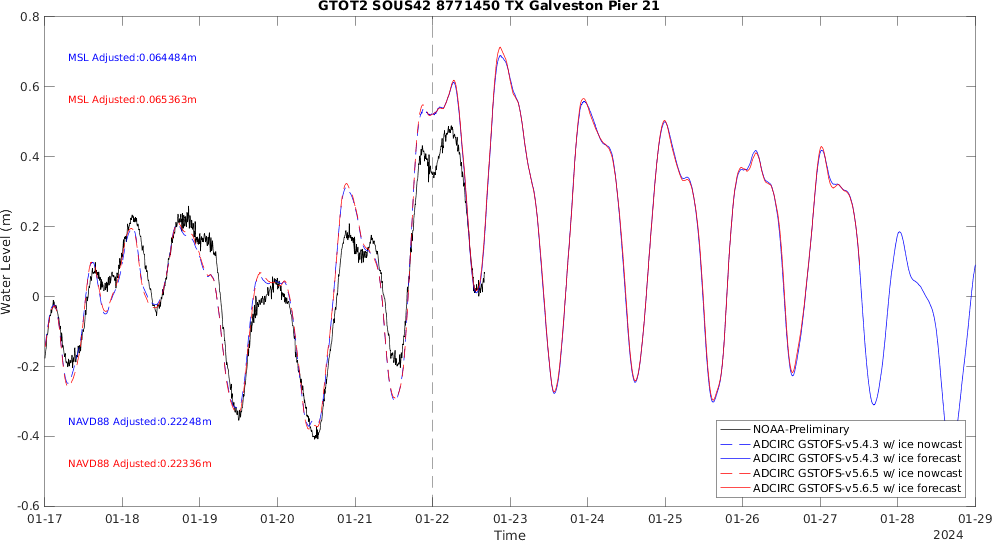 GTOT2 SOUS42 8771450 TX Galveston Pier 21
0.8
0.6
0.4
0.2
0
-0.2
-0.4
-0.6
Water Level (m)
MSL Adjusted:0.064484m
MSL Adjusted:0.065363m
NAVD88 Adjusted:0.22248m
NAVD88 Adjusted:0.22336m
NOAA-Preliminary
ADCIRC GSTOFS-v5.4.3 w/ ice nowcast
ADCIRC GSTOFS-v5.4.3 w/ ice forecast
ADCIRC GSTOFS-v5.6.5 w/ ice nowcast
ADCIRC GSTOFS-v5.6.5 w/ ice forecast
01-17 01-18 01-19 01-20 01-21 01-22 01-23 01-24 01-25 01-26 01-27 01-28 01-29
Time
2024